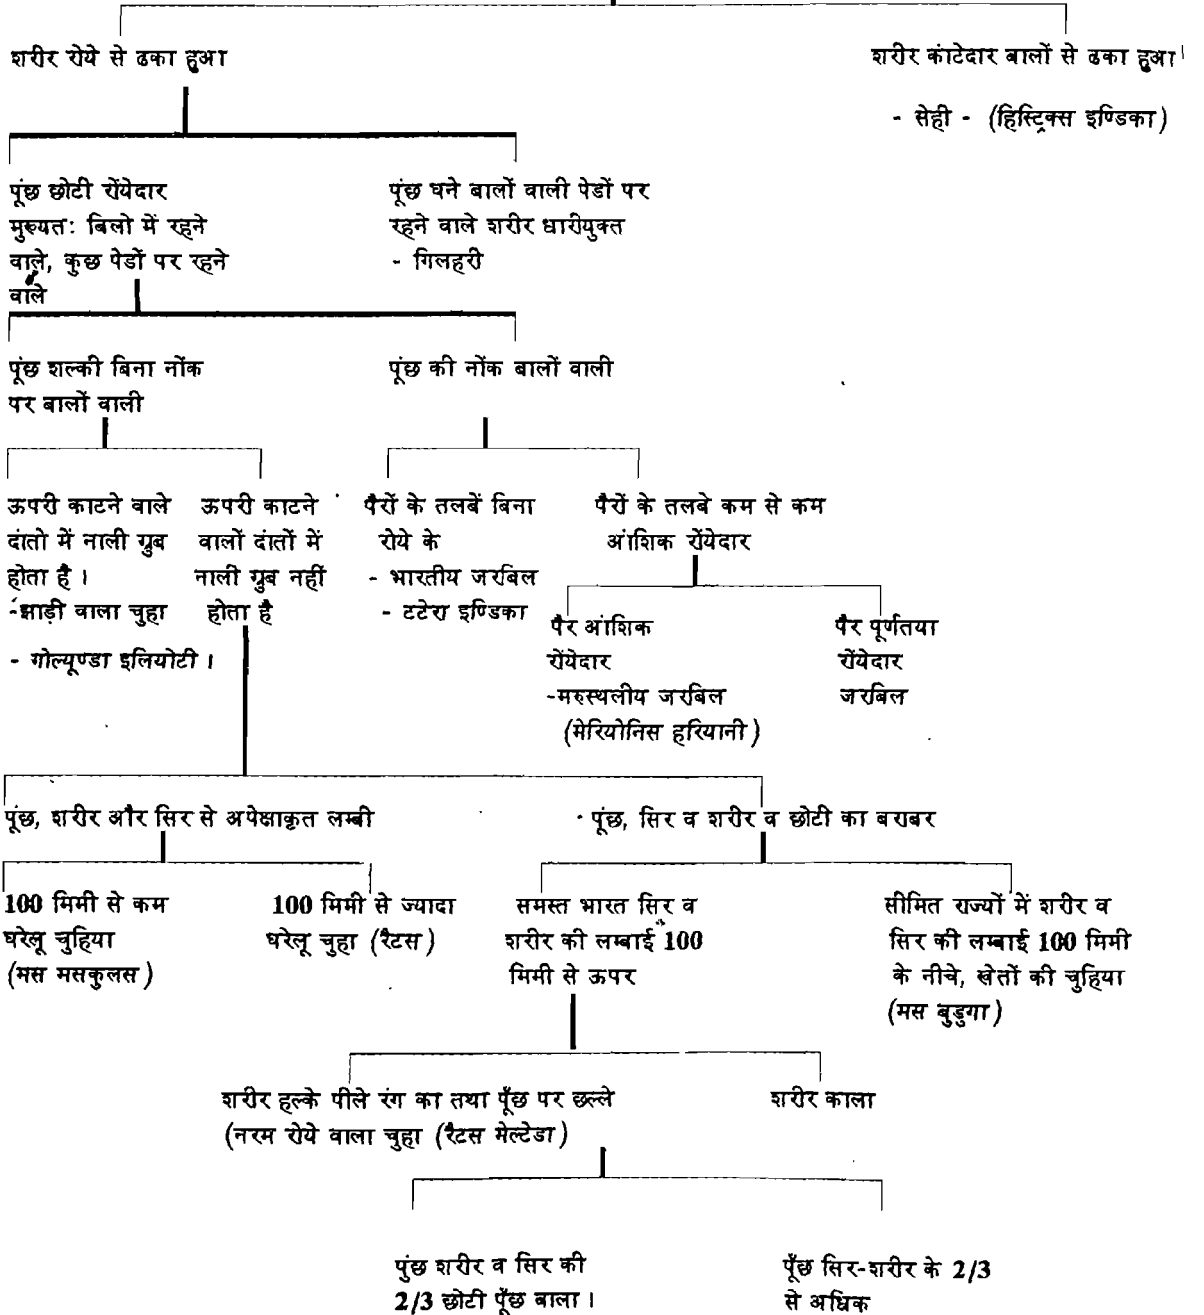 शरीर रोये से ढका हुआ
शरीर कांटेदार बालों से ढका हुआ
- सेही - (हिस्ट्रिक्स इण्डिका)
पूंछ छोटी रोंयेदार
मुख्यत: बिलो में रहने
वाले, कुछ पेडों पर रहने
वाले
पूंछ घने बालों वाली पेडों पर
रहने वाले शरीर धारीयुक्त
- गिलहरी
पूंछ शल्की बिना नोंक
पर बालों वाली
पूंछ की नोंक बालों वाली
ऊपरी काटने वाले
दांतो में नाली ग्रुब
होता है ।
-झाड़ी वाला चुहा
- गोल्यूण्डा इलियोटी ।
ऊपरी काटने
वालों दांतों में
नाली ग्रुब नहीं
होता है
पैरों के तलबें बिना
रोये के
- भारतीय जरबिल
- टटेरा इण्डिका
पैरों के तलबे कम से कम
आंशिक रोंयेदार
पैर आंशिक
रोंयेदार
-मरुस्थलीय जरबिल
(मेरियोनिस हरियानी)
पैर पूर्णतया
रोंयेदार
जरबिल
पूंछ, शरीर और सिर से अपेक्षाकृत लम्बी
पूंछ, सिर व शरीर व छोटी का बराबर
100 मिमी से कम
घरेलू चुहिया
(मस मसकुलस)
100 मिमी से ज्यादा
घरेलू चुहा (रैटस)
समस्त भारत सिर व
शरीर की लम्बाई 100
मिमी से ऊपर
सीमित राज्यों में शरीर व
सिर की लम्बाई 100 मिमी
के नीचे, खेतों की चुहिया
(मस बुडुगा)
शरीर हल्के पीले रंग का तथा पूँछ पर छल्ले
(नरम रोये वाला चुहा (रैटस मेल्टेडा)
शरीर काला
पुंछ शरीर व सिर की
2/3 छोटी पूँछ वाला ।
पूँछ सिर-शरीर के 2/3
से अधिक